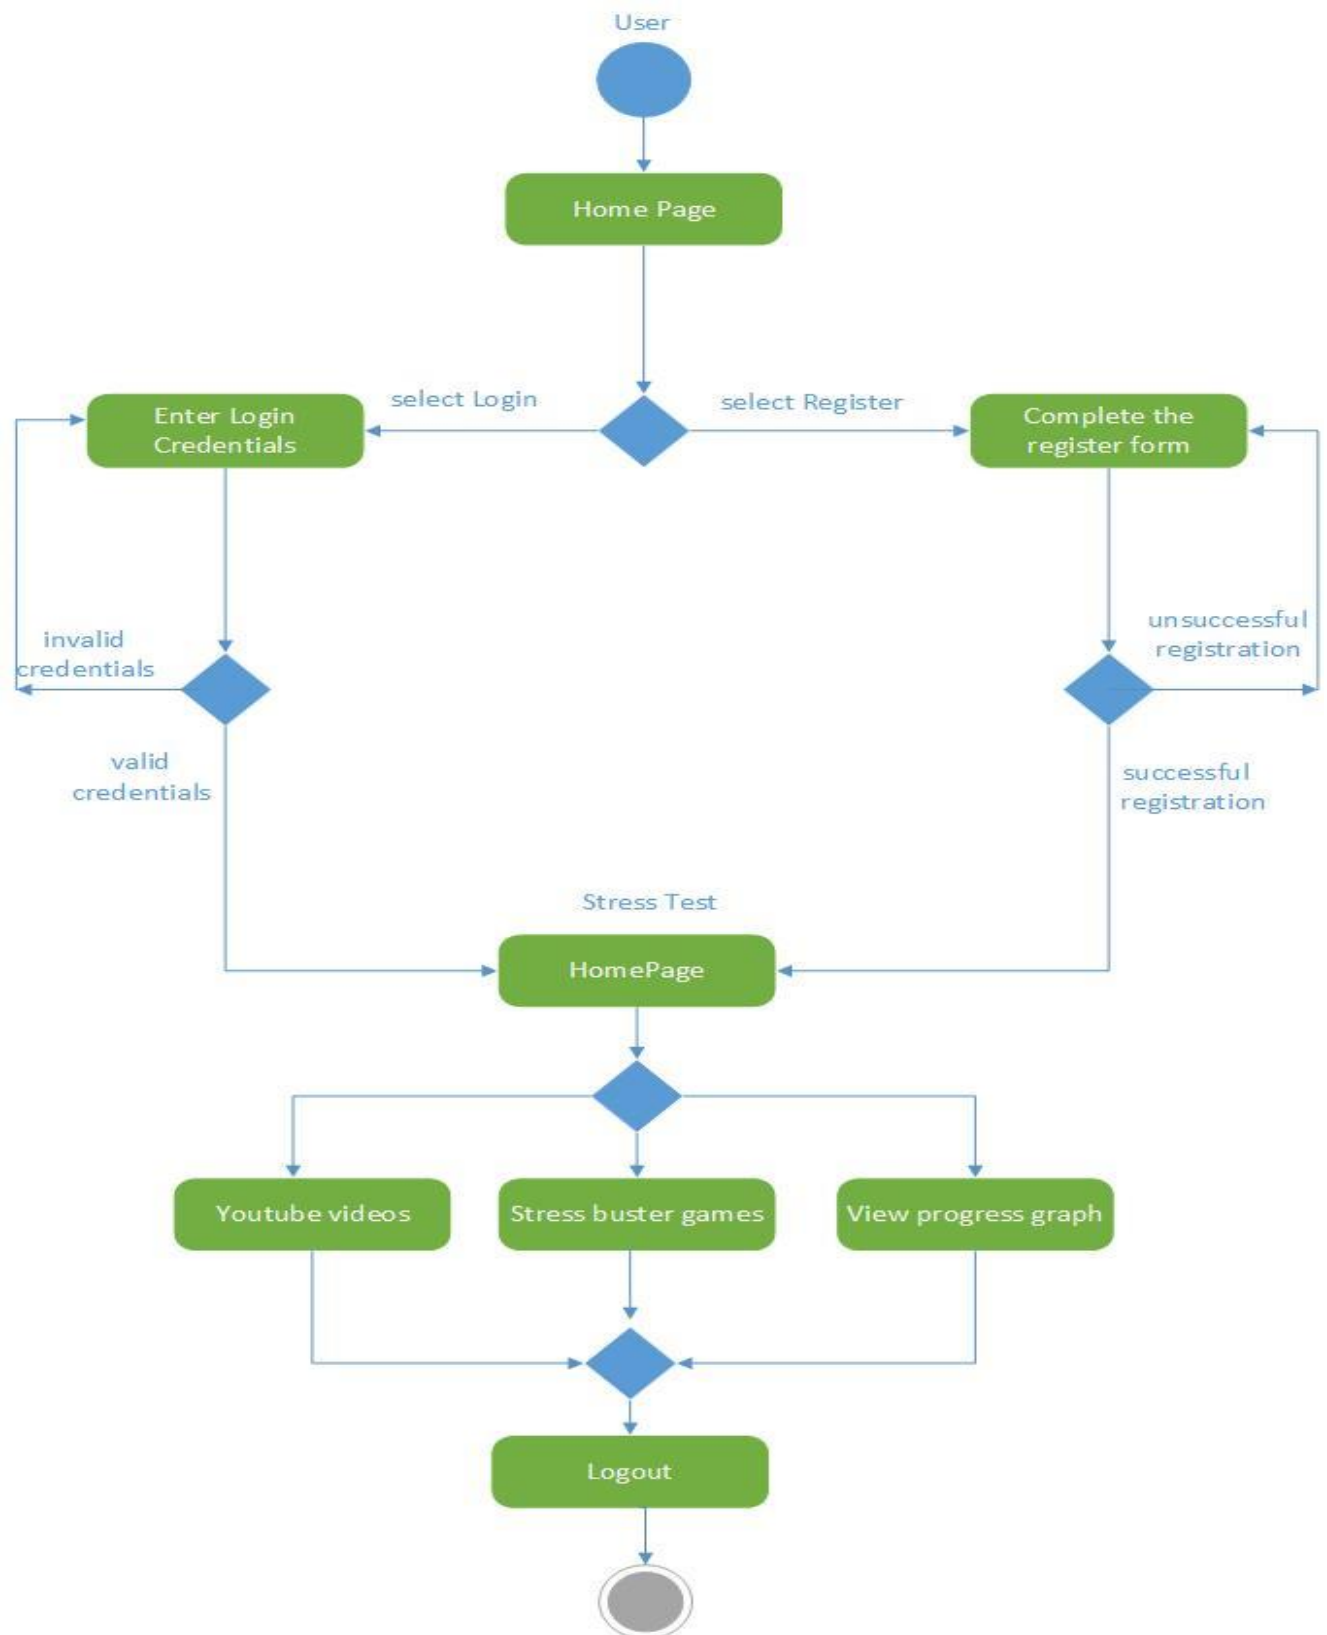 User
Home Page
select Login
select Register
Enter Login
Credentials
Complete the
register form
invalid
credentials
unsuccessful
registration
valid
credentials
successful
registration
Stress Test
HomePage
Youtube videos
Stress buster games
View progress graph
Logout